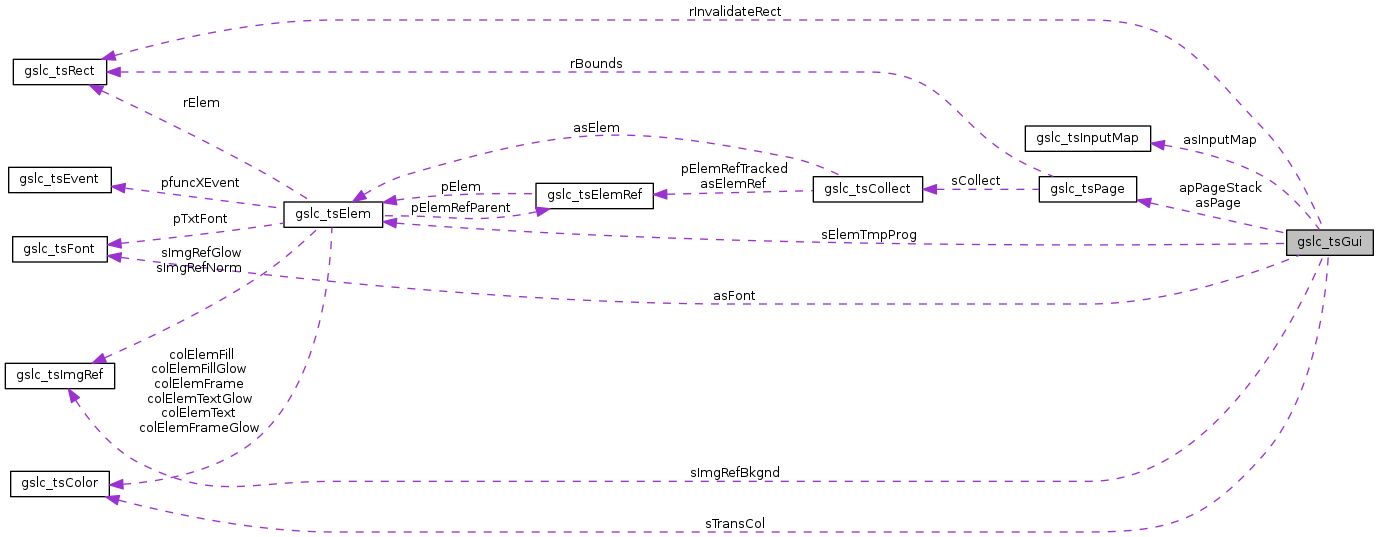 rInvalidateRect
gslc_tsRect
rBounds
rElem
asElem
gslc_tsInputMap
asInputMap
pElemRefTracked
asElemRef
gslc_tsEvent
pfuncXEvent
pElem
gslc_tsElemRef
gslc_tsCollect
sCollect
gslc_tsPage
apPageStack
asPage
gslc_tsElem
pElemRefParent
pTxtFont
sElemTmpProg
gslc_tsGui
gslc_tsFont
sImgRefGlow
sImgRefNorm
asFont
gslc_tsImgRef
colElemFill
colElemFillGlow
colElemFrame
colElemTextGlow
colElemText
colElemFrameGlow
sImgRefBkgnd
gslc_tsColor
sTransCol